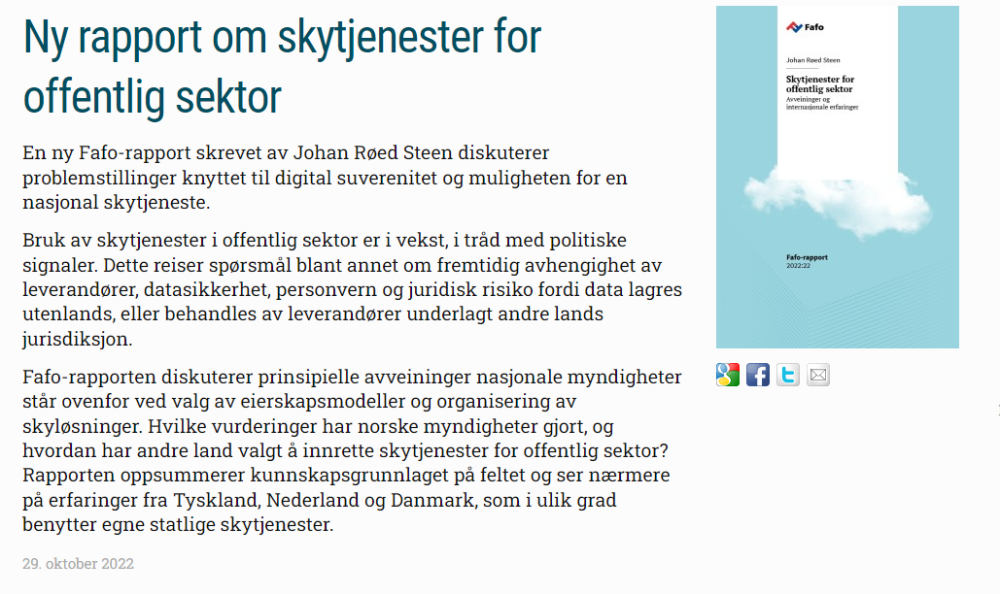 Ny rapport om skytjenester for
offentlig sektor
En ny Fafo-rapport skrevet av Johan Røed Steen diskuterer
problemstillinger knyttet til digital suverenitet og muligheten for en
nasjonal skytjeneste.
Bruk av skytjenester i offentlig sektor er i vekst, i tråd med politiske
signaler. Dette reiser spørsmål blant annet om fremtidig avhengighet av
leverandører, datasikkerhet, personvern og juridisk risiko fordi data lagres
utenlands, eller behandles av leverandører underlagt andre lands
jurisdiksjon.
Fafo-rapporten diskuterer prinsipielle avveininger nasjonale myndigheter
står ovenfor ved valg av eierskapsmodeller og organisering av
skyløsninger. Hvilke vurderinger har norske myndigheter gjort, og
hvordan har andre land valgt å innrette skytjenester for offentlig sektor?
Rapporten oppsummerer kunnskapsgrunnlaget på feltet og ser nærmere
på erfaringer fra Tyskland, Nederland og Danmark, som i ulik grad
benytter egne statlige skytjenester.
29. oktober 2022
Fafo
Johan Røed Steen
Skytjenester for
offentlig sektor
Avveininger og
internasjonale erfaringer
Fafo-rapport
2022:22